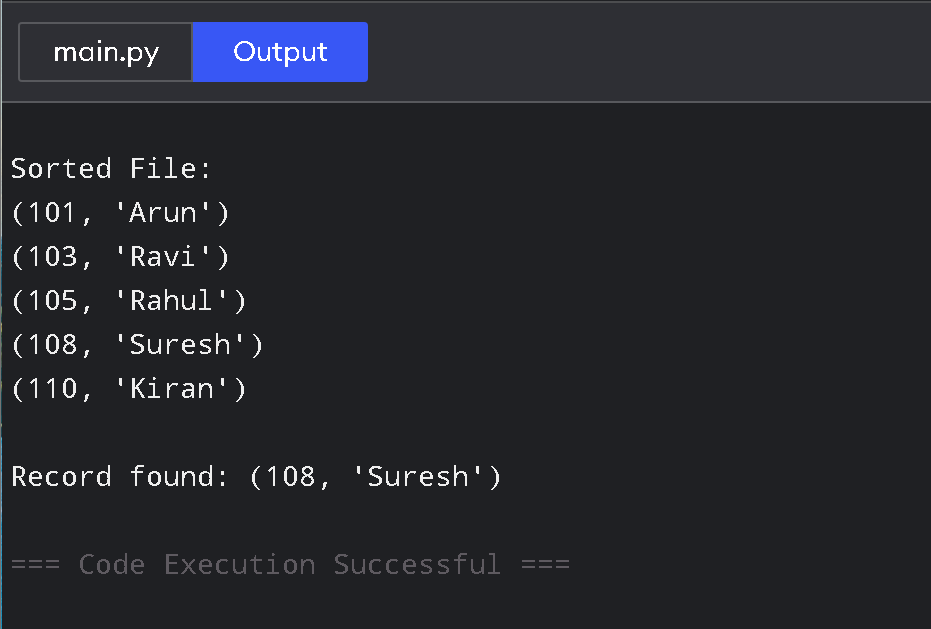 main.py Output
Sorted File:
(101, 'Arun')
(103, 'Ravi')
(105, 'Rahul')
(108, 'Suresh')
(110, 'Kiran')
Record found: (108, 'Suresh')
=== Code Execution Successful ===